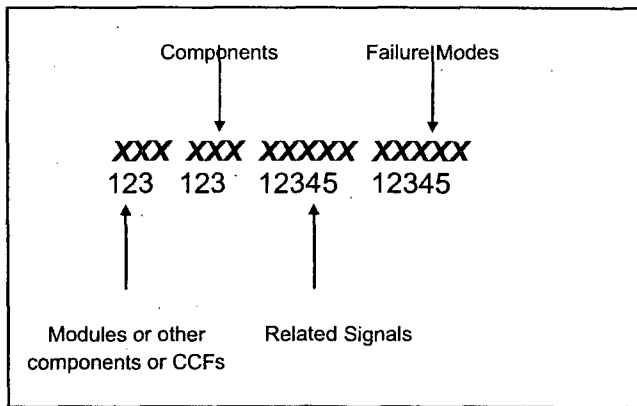 Components Failure Modes
XXX XXX XXXXX XXXXX
123 123 12345 12345
Modules or other Related Signals
components or CCFs